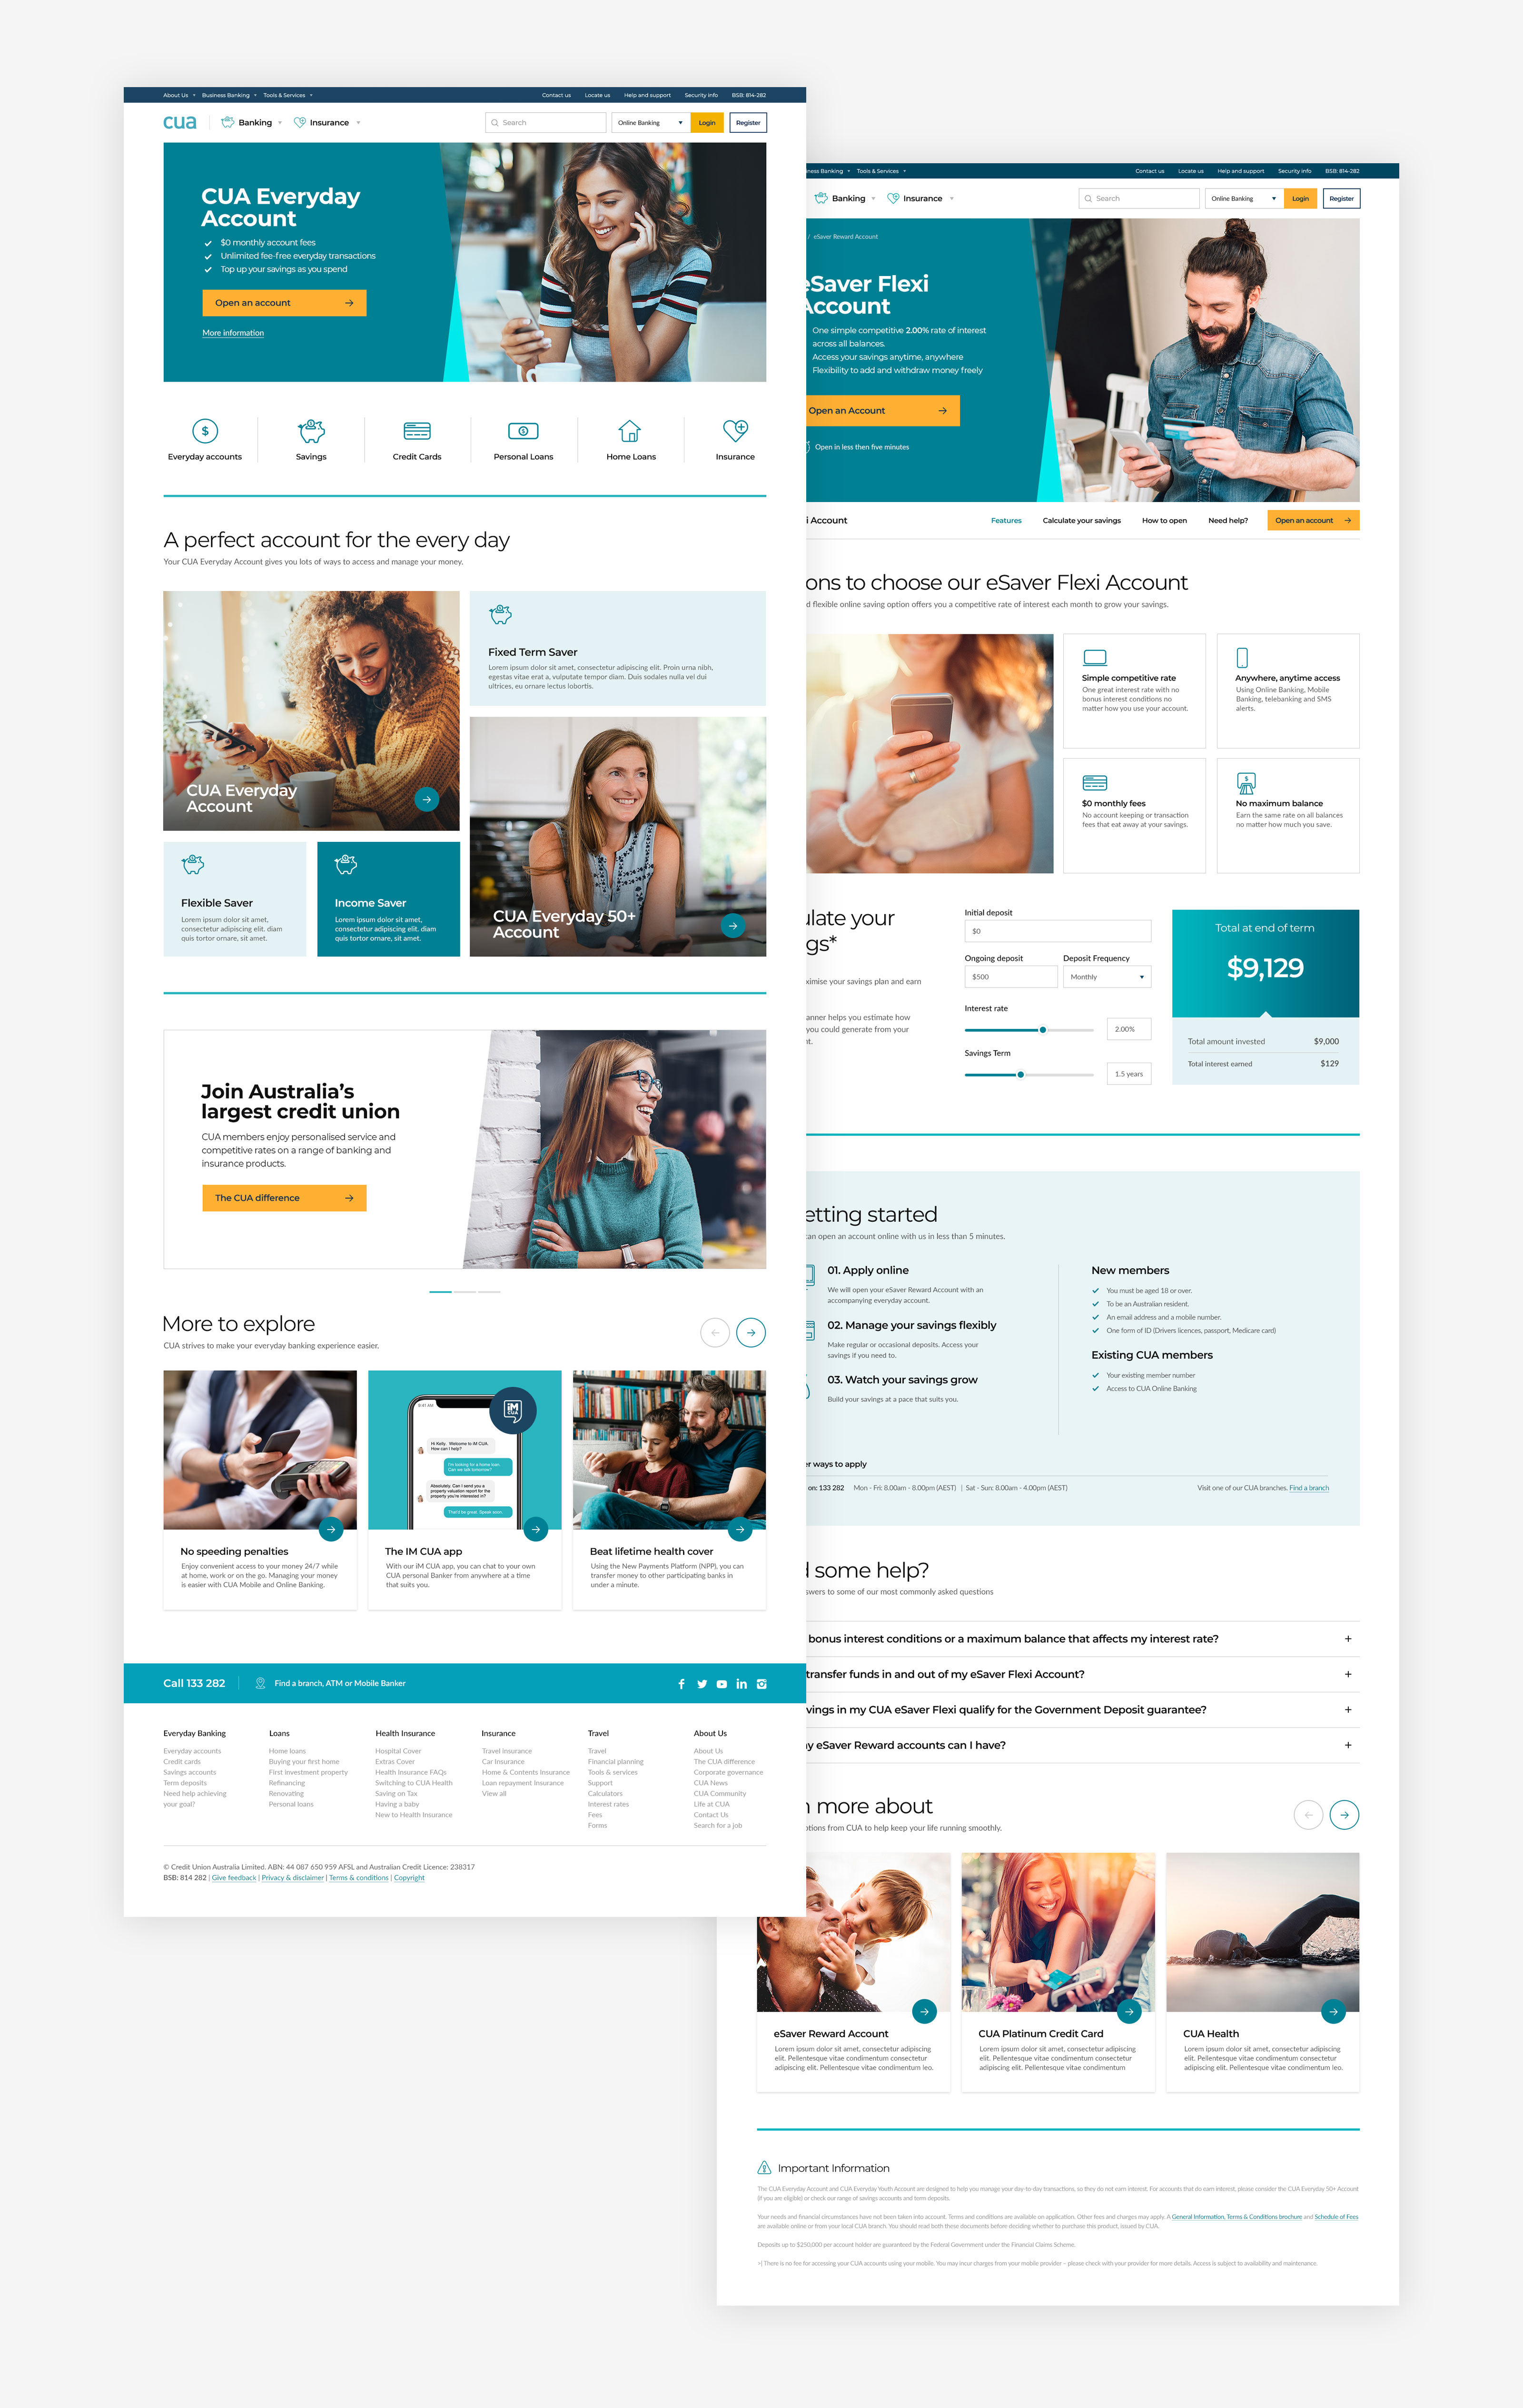 About Us
Business Banking
Tools & Services
Contact us
Locate us
Help and support
Security info
BSB: 814-282
cua
Banking
Insurance
Search
Online Banking
Login
Register
CUA Everyday
Account
$0 monthly account fees
Unlimited fee-free everyday transactions
Top up your savings as you spend
Open an account
More information
Everyday accounts
Savings
Credit Cards
Personal Loans
Home Loans
Insurance
A perfect account for the every day
Your CUA Everyday Account gives you lots of ways to access and manage your money.
CUA Everyday
Account
Fixed Term Saver
Lorem ipsum dolor sit amet, consectetur adipiscing elit. Proin urna nibh,
egestas vitae erat a, vulputate tempor diam. Duis sodales nulla vel dui
ultrices, eu ornare lectus lobortis.
Flexible Saver
Lorem ipsum dolor sit amet,
consectetur adipiscing elit. diam
quis tortor ornare, sit amet.
Income Saver
Lorem ipsum dolor sit amet,
consectetur adipiscing elit. diam
quis tortor ornare, sit amet.
CUA Everyday 50+
Account
Join Australia's
largest credit union
CUA members enjoy personalised service and
competitive rates on a range of banking and
insurance products.
The CUA difference
More to explore
CUA strives to make your everyday banking experience easier.
No speeding penalties
Enjoy convenient access to your money 24/7 while
at home, work or on the go. Managing your money
is easier with CUA Mobile and Online Banking.
9:41 AM
iM
CUA
Hi Kelly. Welcome to iM CUA.
How can I help?
I'm looking for a home loan.
Can we talk tomorrow?
Absolutely. Can I send you a
property valuation report for the
property you're interested in?
That'd be great. Speak soon.
The IM CUA app
With our iM CUA app, you can chat to your own
CUA personal Banker from anywhere at a time
that suits you.
Beat lifetime health cover
Using the New Payments Platform (NPP), you can
transfer money to other participating banks in
under a minute.
Call 133 282
Find a branch, ATM or Mobile Banker
Everyday Banking
Everyday accounts
Credit cards
Savings accounts
Term deposits
Need help achieving
your goal?
Loans
Home loans
Buying your first home
First investment property
Refinancing
Renovating
Personal loans
Health Insurance
Hospital Cover
Extras Cover
Health Insurance FAQs
Switching to CUA Health
Saving on Tax
Having a baby
New to Health Insurance
Insurance
Travel insurance
Car Insurance
Home & Contents Insurance
Loan repayment Insurance
View all
Travel
Travel
Financial planning
Tools & services
Support
Calculators
Interest rates
Fees
Forms
About Us
About Us
The CUA difference
Corporate governance
CUA News
CUA Community
Life at CUA
Contact Us
Search for a job
© Credit Union Australia Limited. ABN: 44 087 650 959 AFSL and Australian Credit Licence: 238317
BSB: 814 282 | Give feedback | Privacy & disclaimer | Terms & conditions | Copyright
ness Banking
Tools & Services
Contact us
Locate us
Help and support
Security info
BSB: 814-282
Banking
Insurance
Search
Online Banking
Login
Register
/ eSaver Reward Account
eSaver Flexi
Account
One simple competitive 2.00% rate of interest
across all balances.
Access your savings anytime, anywhere
Flexibility to add and withdraw money freely
Open an Account
Open in less then five minutes
i Account
Features
Calculate your savings
How to open
Need help?
Open an account
ons to choose our eSaver Flexi Account
d flexible online saving option offers you a competitive rate of interest each month to grow your savings.
Simple competitive rate
One great interest rate with no
bonus interest conditions no
matter how you use your account.
Anywhere, anytime access
Using Online Banking, Mobile
Banking, telebanking and SMS
alerts.
$0 monthly fees
No account keeping or transaction
fees that eat away at your savings.
No maximum balance
Earn the same rate on all balances
no matter how much you save.
ulate your
gs*
ximise your savings plan and earn
anner helps you estimate how
you could generate from your
nt.
Initial deposit
$0
Ongoing deposit
$500
Deposit Frequency
Monthly
Interest rate
2.00%
Savings Term
1.5 years
Total at end of term
$9,129
Total amount invested
$9,000
Total interest earned
$129
etting started
can open an account online with us in less than 5 minutes.
01. Apply online
We will open your eSaver Reward Account with an
accompanying everyday account.
02. Manage your savings flexibly
Make regular or occasional deposits. Access your
savings if you need to.
03. Watch your savings grow
Build your savings at a pace that suits you.
New members
You must be aged 18 or over.
To be an Australian resident.
An email address and a mobile number.
One form of ID (Drivers licences, passport, Medicare card)
Existing CUA members
Your existing member number
Access to CUA Online Banking
er ways to apply
on: 133 282
Mon - Fri: 8.00am - 8.00pm (AEST) | Sat - Sun: 8.00am - 4.00pm (AEST)
Visit one of our CUA branches. Find a branch
d some help?
swers to some of our most commonly asked questions
bonus interest conditions or a maximum balance that affects my interest rate?
transfer funds in and out of my eSaver Flexi Account?
vings in my CUA eSaver Flexi qualify for the Government Deposit guarantee?
ny eSaver Reward accounts can I have?
n more about
ptions from CUA to help keep your life running smoothly.
eSaver Reward Account
Lorem ipsum dolor sit amet, consectetur adipiscing
elit. Pellentesque vitae condimentum consectetur
adipiscing elit. Pellentesque vitae condimentum leo.
CUA Platinum Credit Card
Lorem ipsum dolor sit amet, consectetur adipiscing
elit. Pellentesque vitae condimentum consectetur
adipiscing elit. Pellentesque vitae condimentum
CUA Health
Lorem ipsum dolor sit amet, consectetur adipiscing
elit. Pellentesque vitae condimentum consectetur
adipiscing elit. Pellentesque vitae condimentum leo.
Important Information
The CUA Everyday Account and CUA Everyday Youth Account are designed to help you manage your day-to-day transactions, so they do not earn interest. For accounts that do earn interest, please consider the CUA Everyday 50+ Account
(if you are eligible) or check our range of savings accounts and term deposits.
Your needs and financial circumstances have not been taken into account. Terms and conditions are available on application. Other fees and charges may apply. A General Information, Terms & Conditions brochure and Schedule of Fees
are available online or from your local CUA branch. You should read both these documents before deciding whether to purchase this product, issued by CUA.
Deposits up to $250,000 per account holder are guaranteed by the Federal Government under the Financial Claims Scheme.
>| There is no fee for accessing your CUA accounts using your mobile. You may incur charges from your mobile provider – please check with your provider for more details. Access is subject to availability and maintenance.